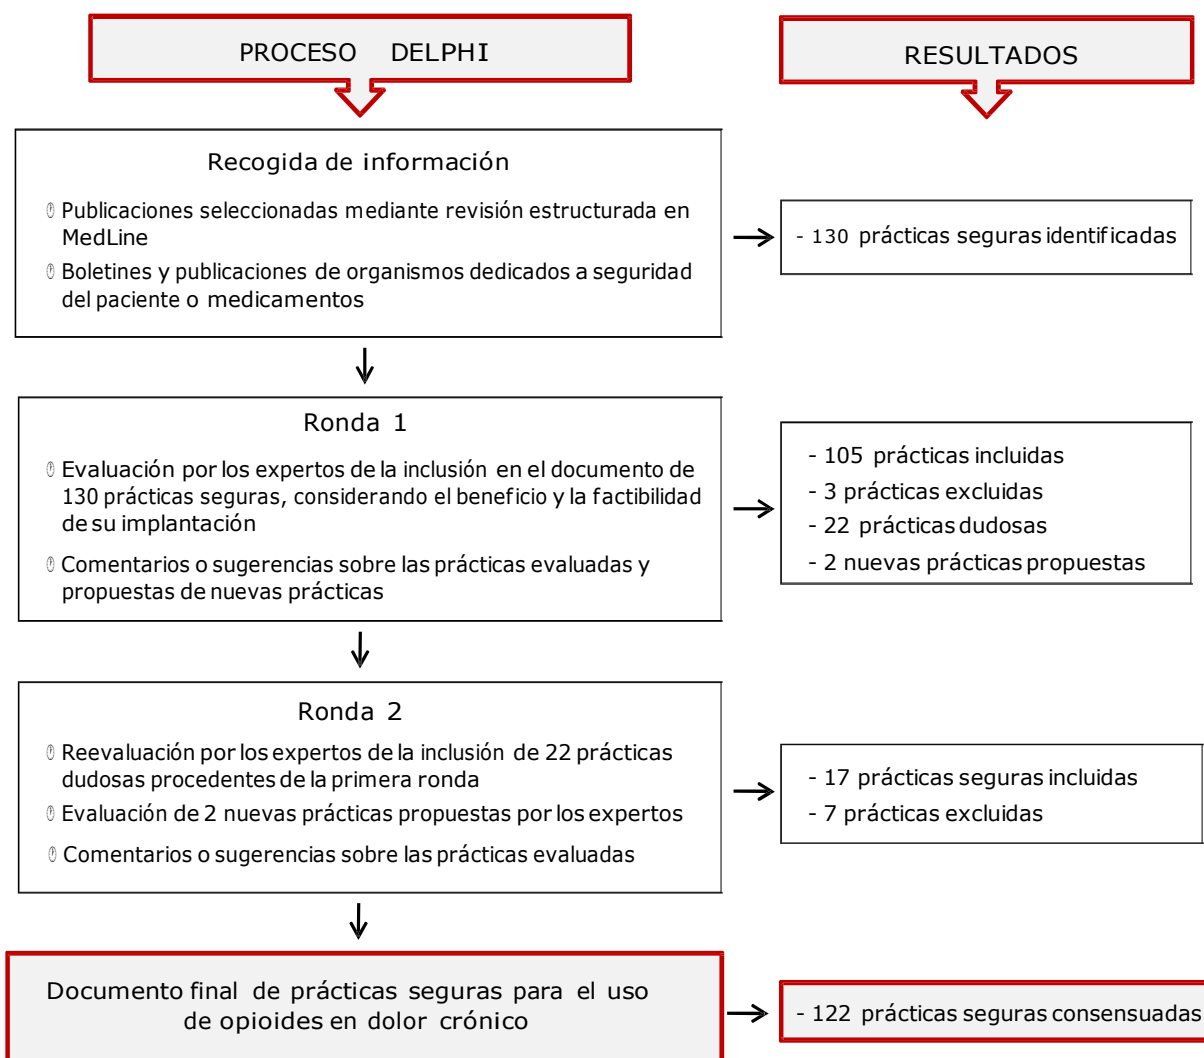 PROCESO DELPHI
RESULTADOS
Recogida de información
Publicaciones seleccionadas mediante revisión estructurada en
MedLine
Boletines y publicaciones de organismos dedicados a seguridad
del paciente o medicamentos
- 130 prácticas seguras identificadas
Ronda 1
Evaluación por los expertos de la inclusión en el documento de
130 prácticas seguras, considerando el beneficio y la factibilidad
de su implantación
Comentarios o sugerencias sobre las prácticas evaluadas y
propuestas de nuevas prácticas
- 105 prácticas incluidas
- 3 prácticas excluidas
- 22 prácticas dudosas
- 2 nuevas prácticas propuestas
Ronda 2
Reevaluación por los expertos de la inclusión de 22 prácticas
dudosas procedentes de la primera ronda
Evaluación de 2 nuevas prácticas propuestas por los expertos
Comentarios o sugerencias sobre las prácticas evaluadas
- 17 prácticas seguras incluidas
- 7 prácticas excluidas
Documento final de prácticas seguras para el uso
de opioides en dolor crónico
- 122 prácticas seguras consensuadas